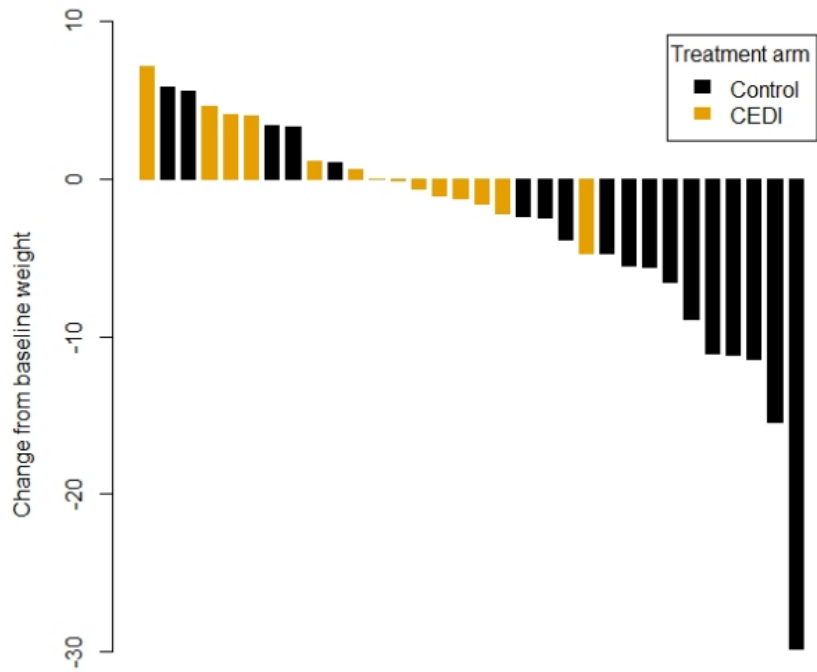 10
0
-10
-20
-30
Change from baseline weight
Treatment arm
Control
CEDI